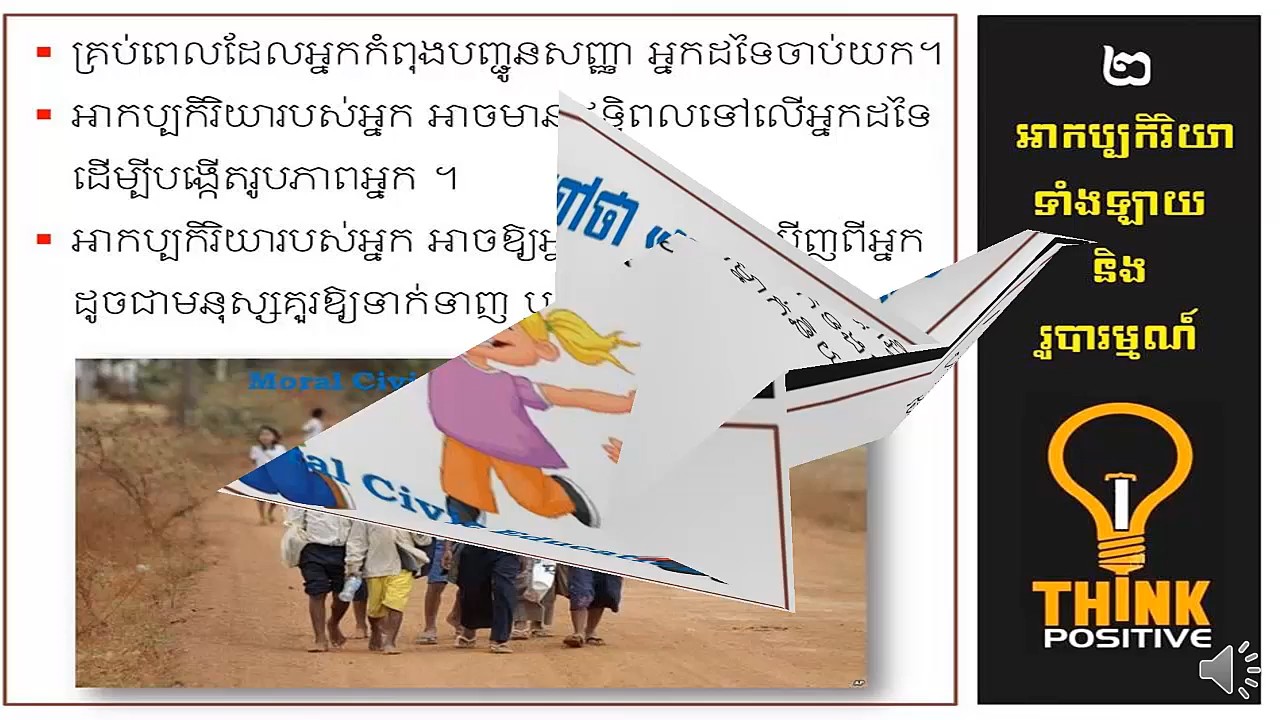 គ្រប់ពេលដែលអ្នកកំពុងបញ្ជូនសញ្ញា អ្នកដទៃចាប់យក។
អាកប្បកិរិយារបស់អ្នក អាចមានឥទ្ធិពលទៅលើអ្នកដទៃ
ដើម្បីបង្កើតរូបភាពអ្នក ។
អាកប្បកិរិយារបស់អ្នក អាចឱ្យ ឃើញពីអ្នក
ដូចជាមនុស្សគួរឱ្យទាក់ទាញ
Moral Civi
al Civic Educati
២
អាកប្បកិរិយា
ទាំងឡាយ
និង
រូបារម្មណ៍
THINK
POSITIVE